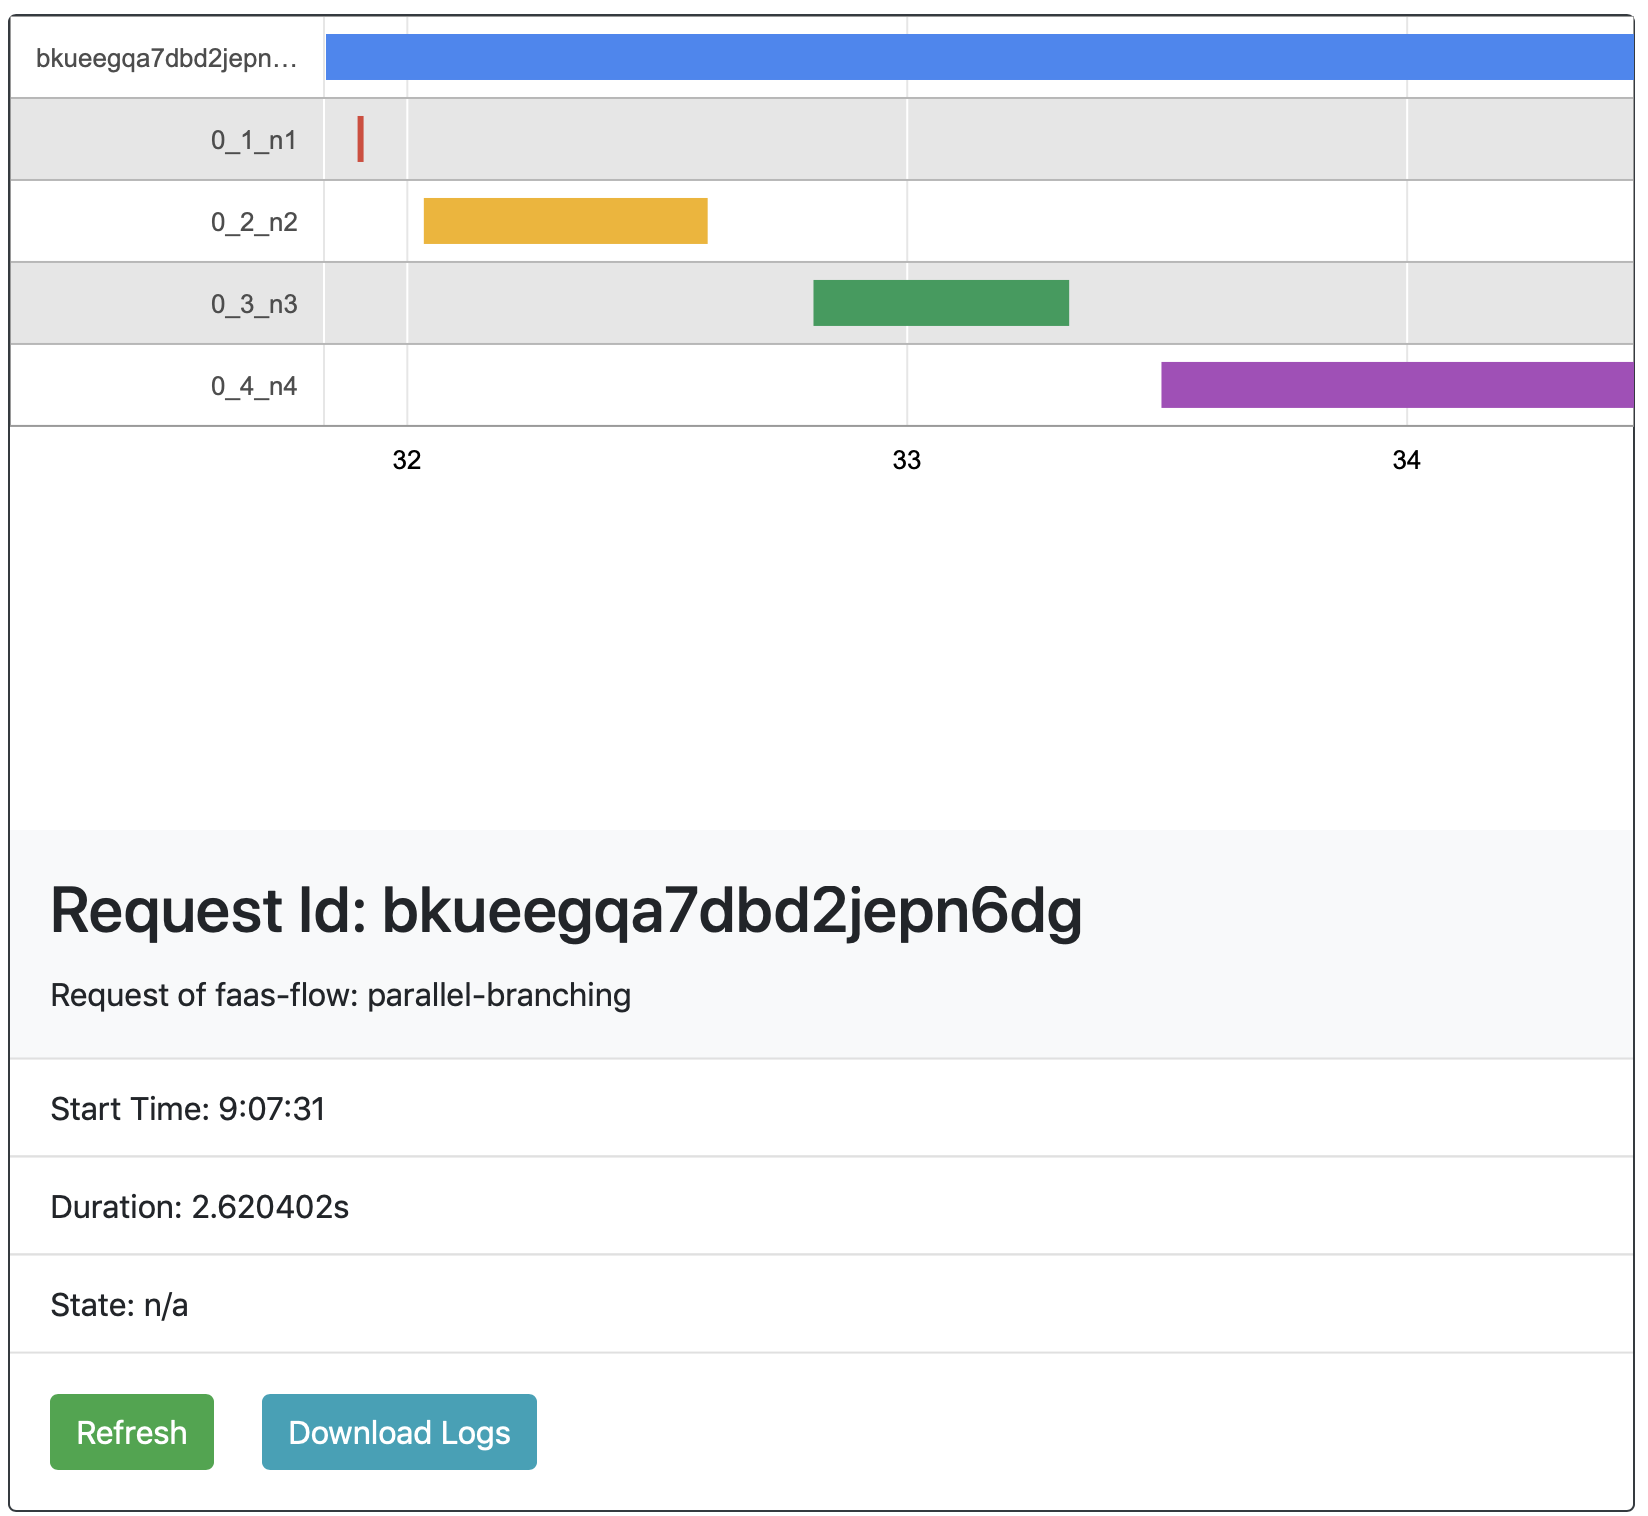 bkueegqa7dbd2jepn…
0_1_n1
0_2_n2
0_3_n3
0_4_n4
32 33 34
Request Id: bkueegqa7dbd2jepn6dg
Request of faas-flow: parallel-branching
Start Time: 9:07:31
Duration: 2.620402s
State: n/a
Refresh Download Logs